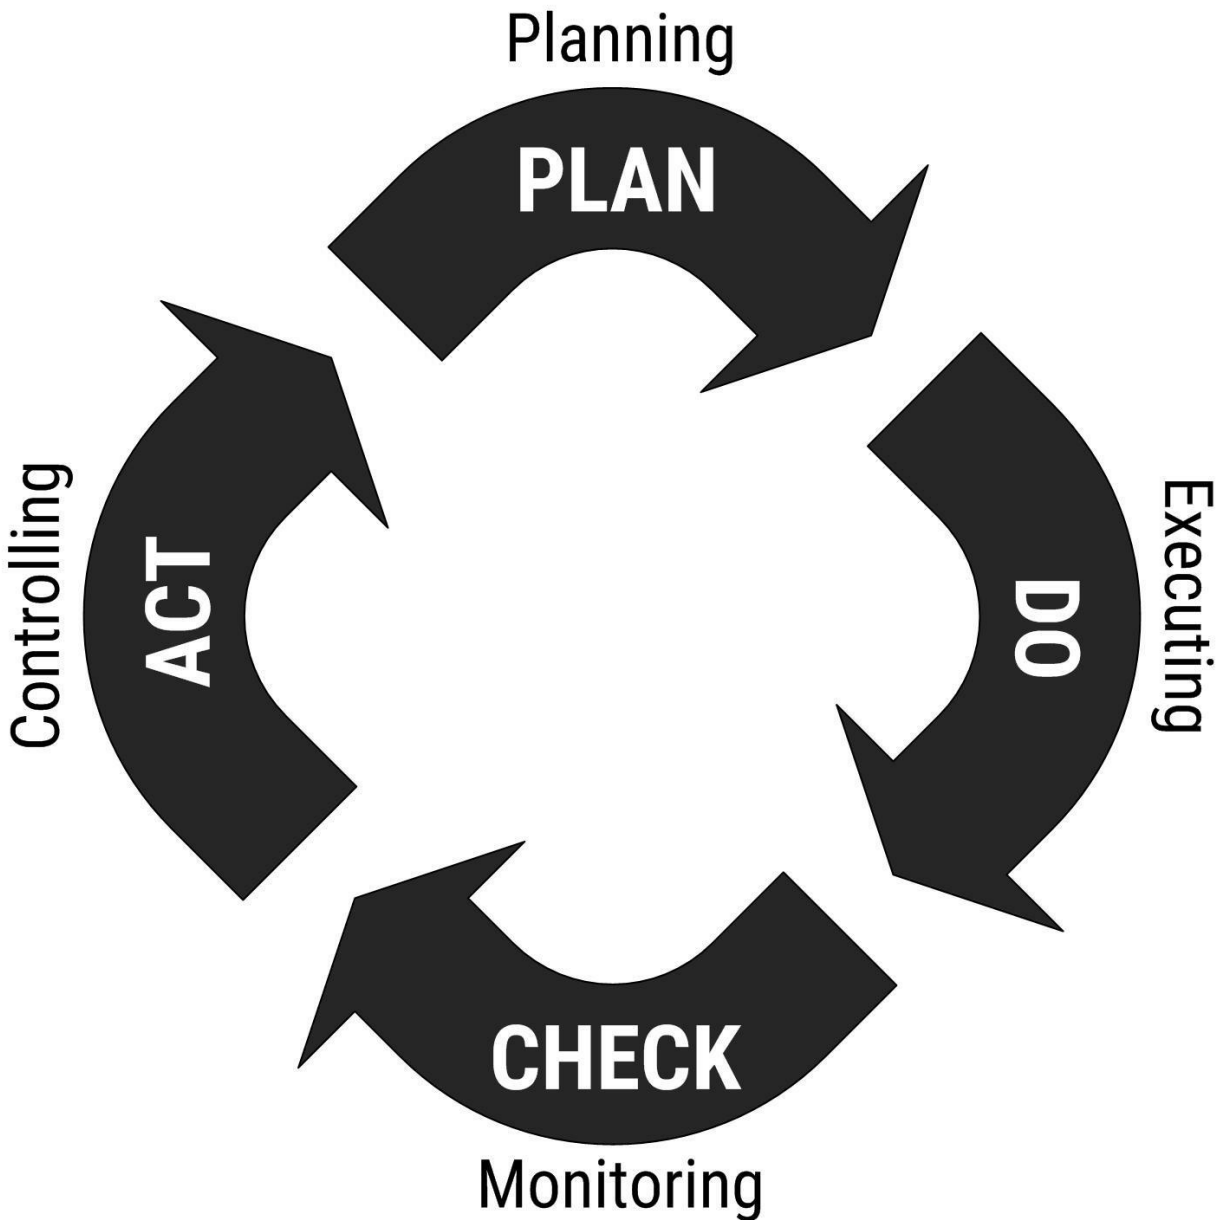 Planning
PLAN
Executing
DO
CHECK
Monitoring
ACT
Controlling